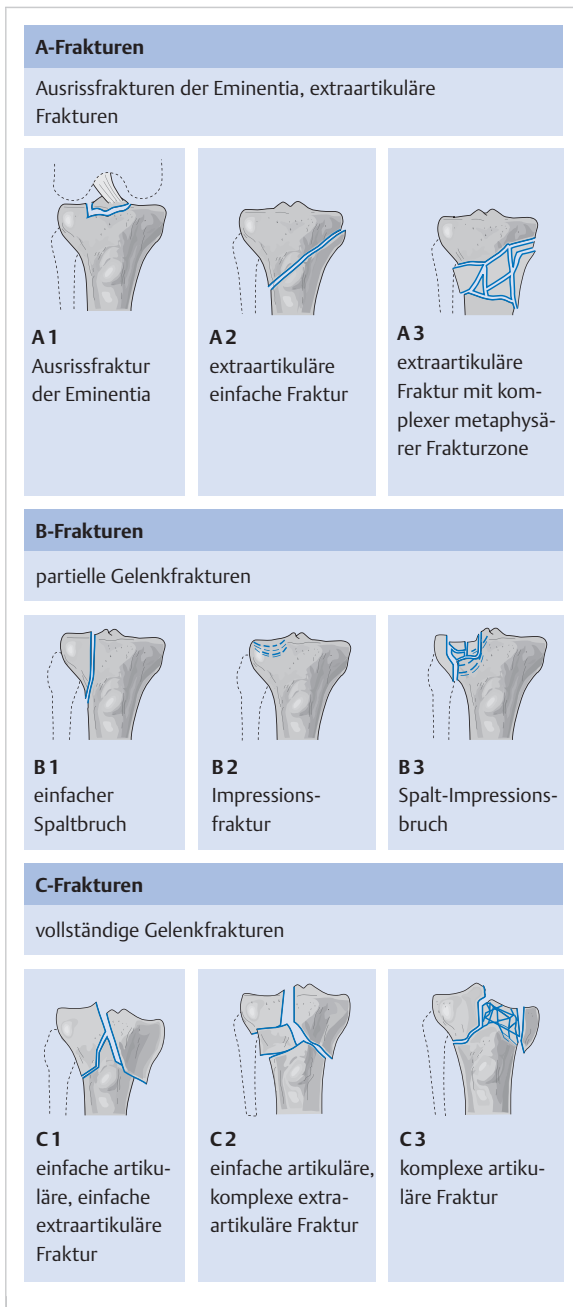 A-Frakturen
Ausrissfrakturen der Eminentia, extraartikuläre
Frakturen
A 1
Ausrissfraktur
der Eminentia
A 2
extraartikuläre
einfache Fraktur
A 3
extraartikuläre
Fraktur mit kom-
plexer metaphysä-
rer Frakturzone
B-Frakturen
partielle Gelenkfrakturen
B 1
einfacher
Spaltbruch
B 2
Impressions-
fraktur
B 3
Spalt-Impressions-
bruch
C-Frakturen
vollständige Gelenkfrakturen
C 1
einfache artiku-
läre, einfache
extraartikuläre
Fraktur
C 2
einfache artikuläre,
komplexe extra-
artikuläre Fraktur
C 3
komplexe artiku-
läre Fraktur